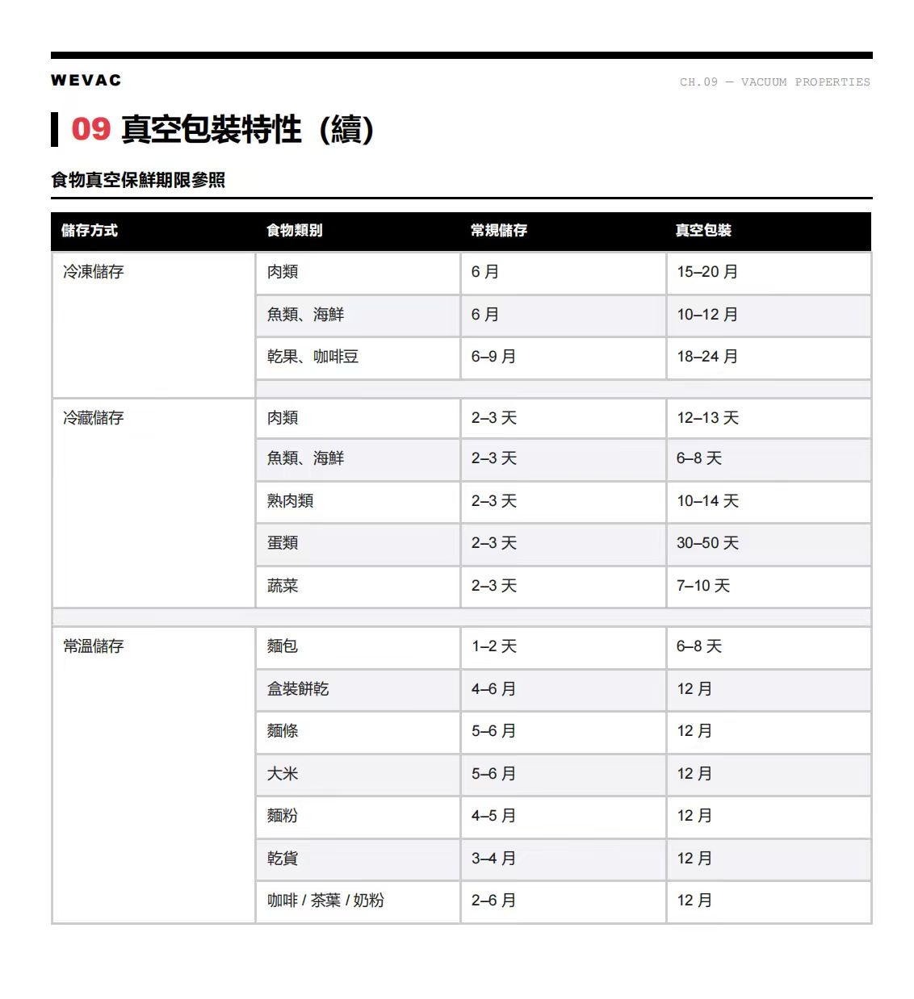 WEVAC
CH.09 — VACUUM PROPERTIES
09 真空包裝特性（續）
食物真空保鮮期限參照
儲存方式 食物類別 常規儲存 真空包裝
冷凍儲存 肉類 6 月 15–20 月
魚類、海鮮 6 月 10–12 月
乾果、咖啡豆 6–9 月 18–24 月
冷藏儲存 肉類 2–3 天 12–13 天
魚類、海鮮 2–3 天 6–8 天
熟肉類 2–3 天 10–14 天
蛋類 2–3 天 30–50 天
蔬菜 2–3 天 7–10 天
常溫儲存 麵包 1–2 天 6–8 天
盒裝餅乾 4–6 月 12 月
麵條 5–6 月 12 月
大米 5–6 月 12 月
麵粉 4–5 月 12 月
乾貨 3–4 月 12 月
咖啡 / 茶葉 / 奶粉 2–6 月 12 月